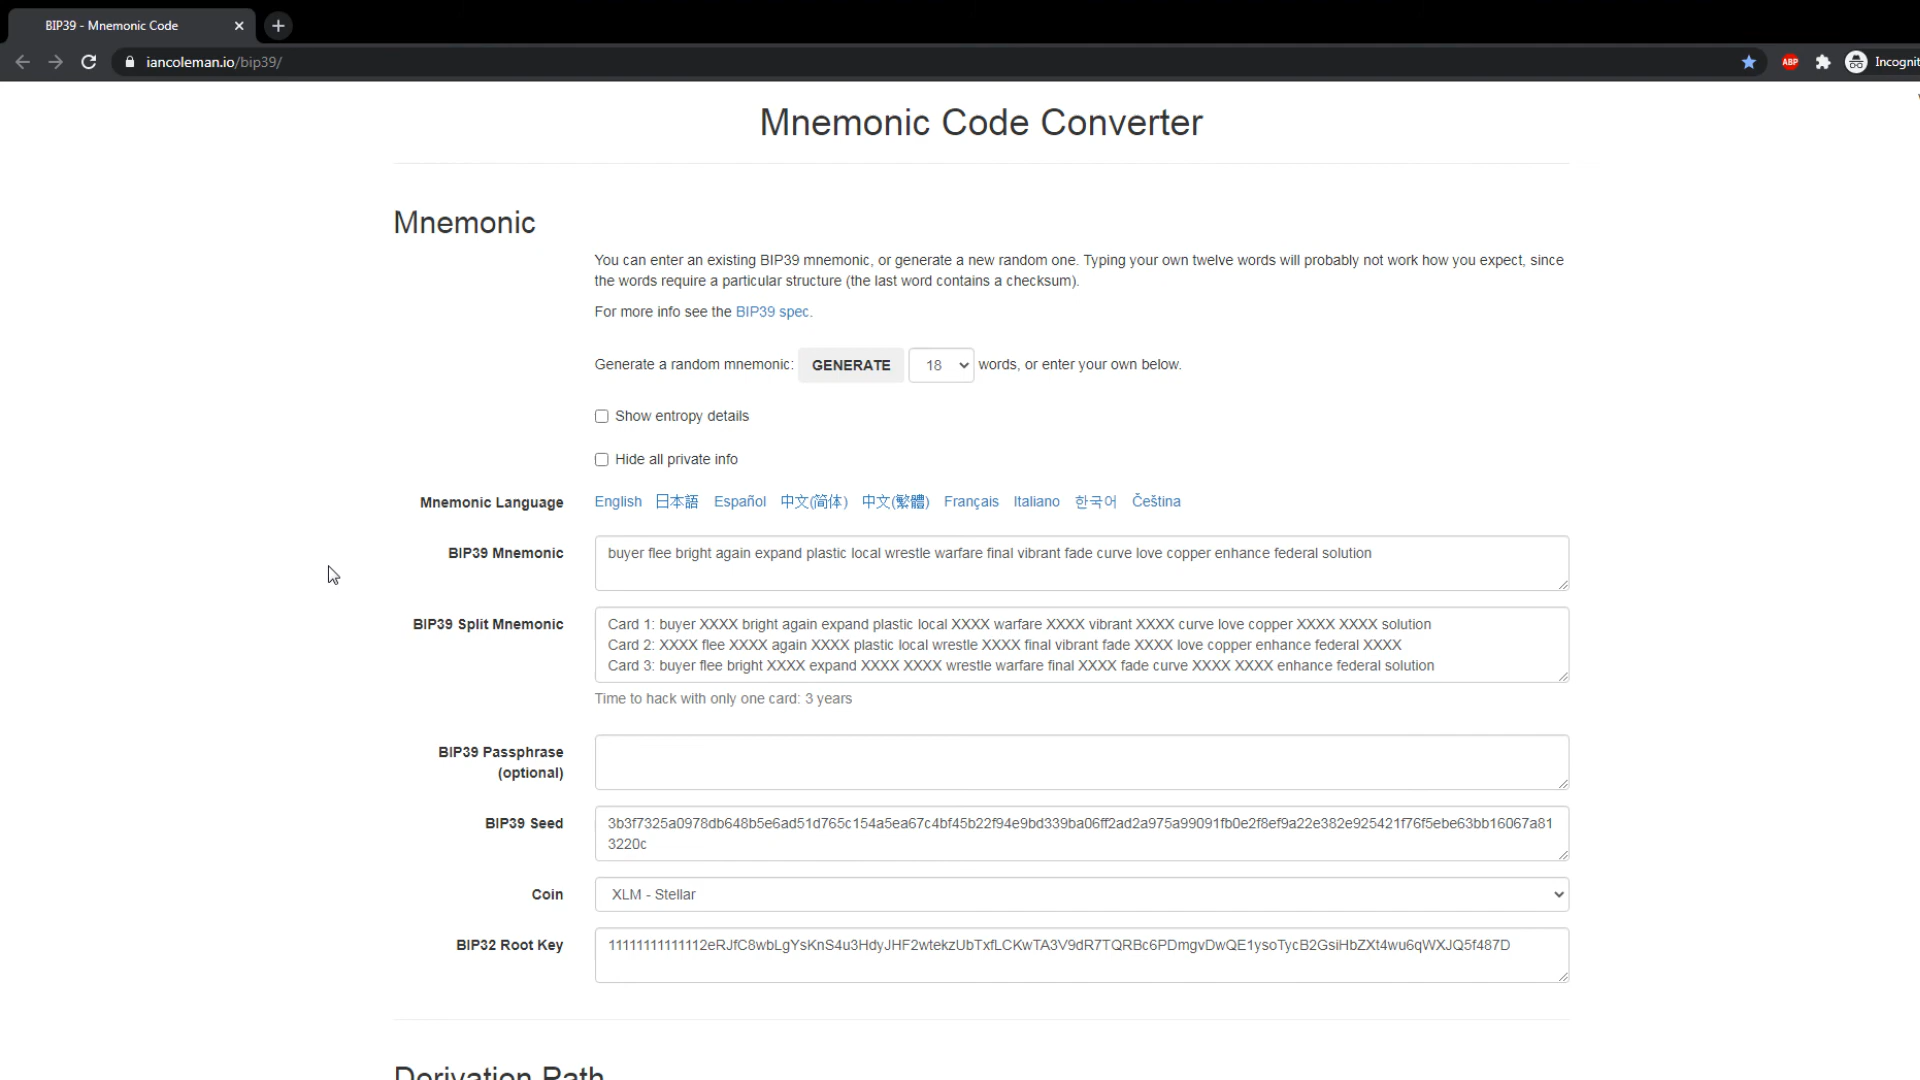 BIP39 - Mnemonic Code
iancoleman.io/bip39/
ABP
Mnemonic Code Converter
Mnemonic
You can enter an existing BIP39 mnemonic, or generate a new random one. Typing your own twelve words will probably not work how you expect, since
the words require a particular structure (the last word contains a checksum).
For more info see the BIP39 spec.
Generate a random mnemonic: GENERATE 18 words, or enter your own below.
Show entropy details
Hide all private info
Mnemonic Language English 日本語 Español 中文(简体) 中文(繁體) Français Italiano 한국어 Čeština
BIP39 Mnemonic buyer flee bright again expand plastic local wrestle warfare final vibrant fade curve love copper enhance federal solution
BIP39 Split Mnemonic Card 1: buyer XXXX bright again expand plastic local XXXX warfare XXXX vibrant XXXX curve love copper XXXX XXXX solution
Card 2: XXXX flee XXXX again XXXX plastic local wrestle XXXX final vibrant fade XXXX love copper enhance federal XXXX
Card 3: buyer flee bright XXXX expand XXXX XXXX wrestle warfare final XXXX fade curve XXXX XXXX enhance federal solution
Time to hack with only one card: 3 years
BIP39 Passphrase
(optional)
BIP39 Seed 3b3f7325a0978db648b5e6ad51d765c154a5ea67c4bf45b22f94e9bd339ba06ff2ad2a975a99091fb0e2f8ef9a22e382e925421f76f5ebe63bb16067a81
3220c
Coin XLM - Stellar
BIP32 Root Key 11111111111112eRJfC8wbLgYsKnS4u3HdyJHF2wtekzUbTxfLCKwTA3V9dR7TQRBc6PDmgvDwQE1ysoTycB2GsiHbZXt4wu6qWXJQ5f487D
Derivation Path